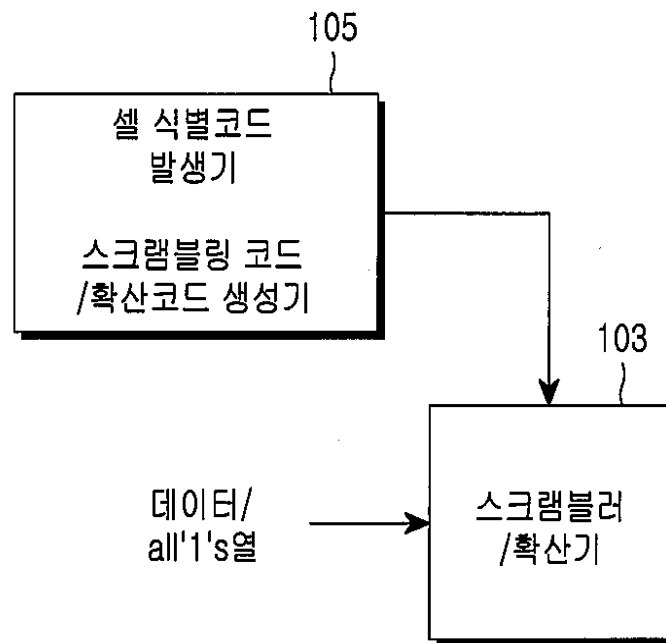 105
셀 식별코드
발생기
스크램블링 코드
/확산코드 생성기
103
데이터/
all'1's열
스크램블러
/확산기